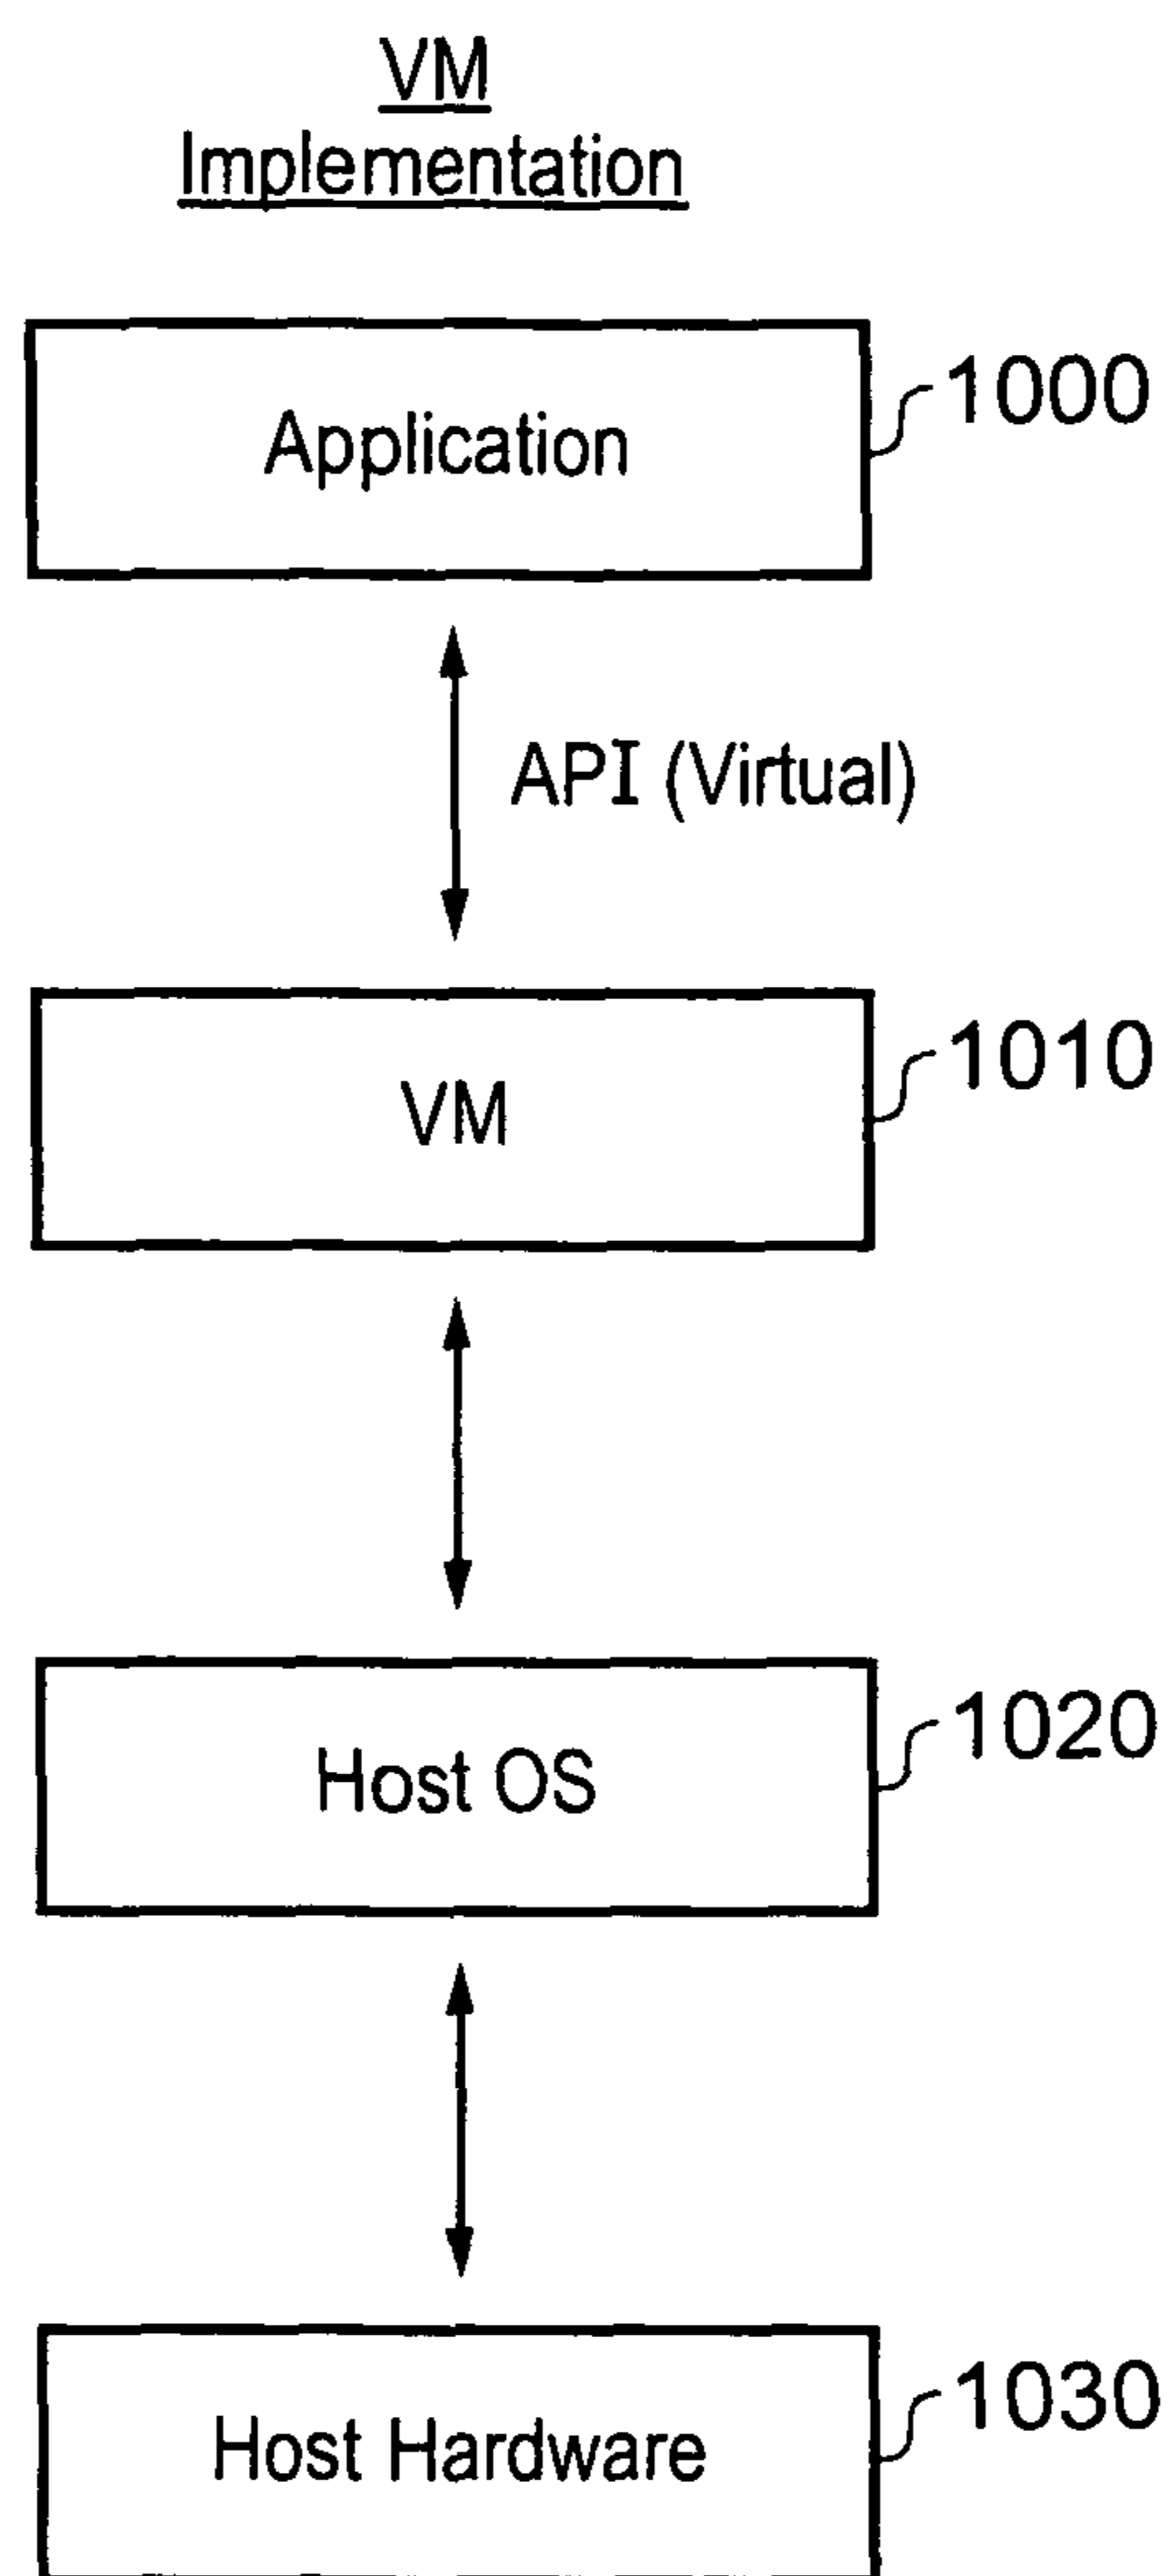 VM
Implementation
Application
1000
API (Virtual)
VM
1010
Host OS
1020
Host Hardware
1030